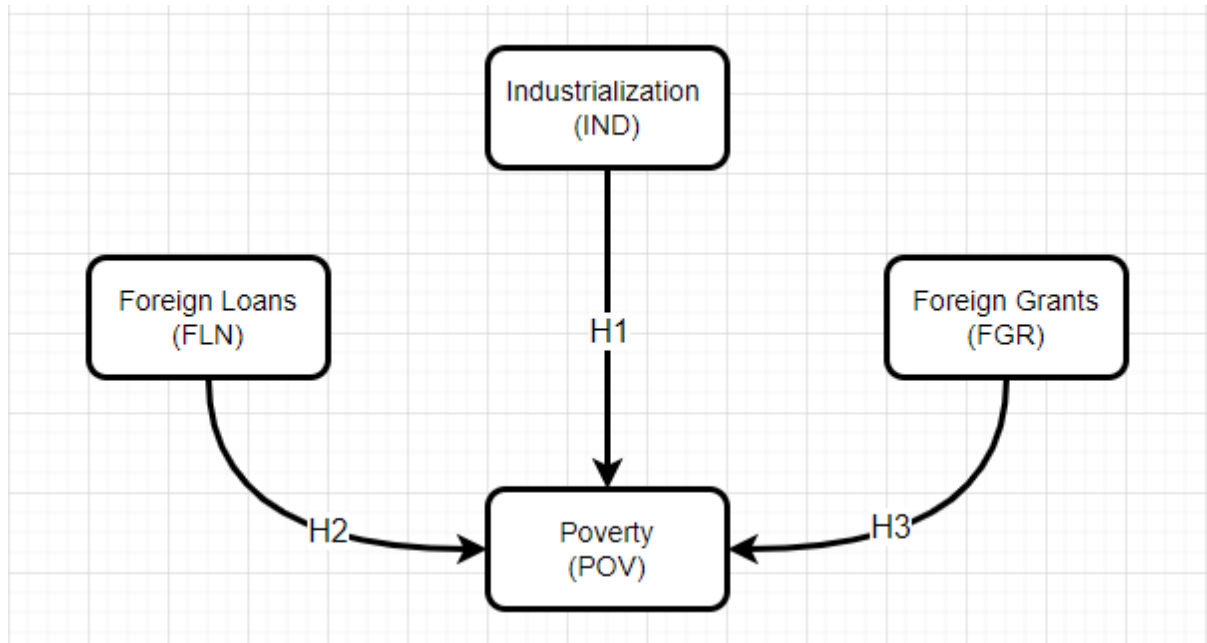 Industrialization
(IND)
Foreign Loans
(FLN)
Foreign Grants
(FGR)
H1
H2
H3
Poverty
(POV)